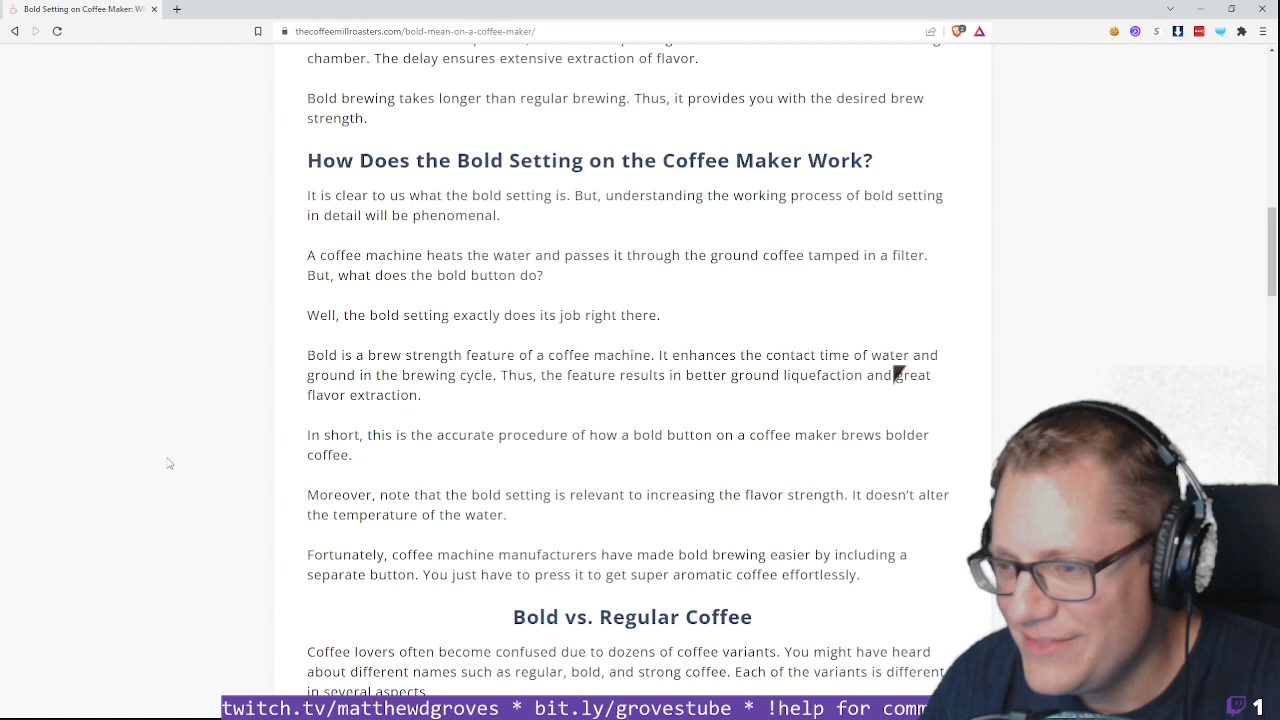 Bold Setting on Coffee Maker: W
thecoffeemillroasters.com/bold-mean-on-a-coffee-maker/
chamber. The delay ensures extensive extraction of flavor.
Bold brewing takes longer than regular brewing. Thus, it provides you with the desired brew
strength.
How Does the Bold Setting on the Coffee Maker Work?
It is clear to us what the bold setting is. But, understanding the working process of bold setting
in detail will be phenomenal.
A coffee machine heats the water and passes it through the ground coffee tamped in a filter.
But, what does the bold button do?
Well, the bold setting exactly does its job right there.
Bold is a brew strength feature of a coffee machine. It enhances the contact time of water and
ground in the brewing cycle. Thus, the feature results in better ground liquefaction and great
flavor extraction.
In short, this is the accurate procedure of how a bold button on a coffee maker brews bolder
coffee.
Moreover, note that the bold setting is relevant to increasing the flavor strength. It doesn't alter
the temperature of the water.
Fortunately, coffee machine manufacturers have made bold brewing easier by including a
separate button. You just have to press it to get super aromatic coffee effortlessly.
Bold vs. Regular Coffee
Coffee lovers often become confused due to dozens of coffee variants. You might have heard
about different names such as regular, bold, and strong coffee. Each of the variants is different
in several aspects.
twitch.tv/matthewdgroves * bit.ly/grovestube * !help for comm
1